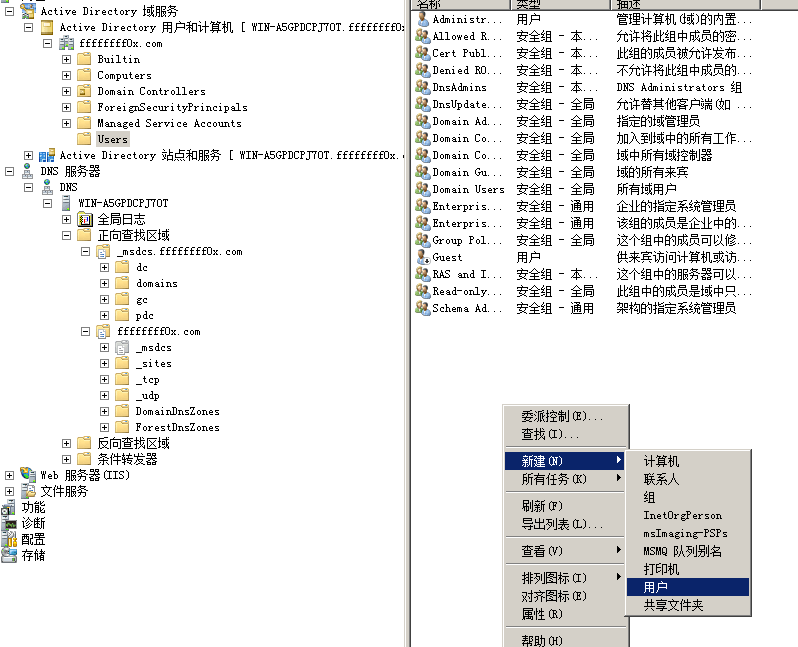 Active Directory 域服务
Active Directory 用户和计算机 [ WIN-A5GPDCPJ7OT.ffffffff0x
ffffffff0x.com
Builtin
Computers
Domain Controllers
ForeignSecurityPrincipals
Managed Service Accounts
Users
Active Directory 站点和服务 [ WIN-A5GPDCPJ7OT.ffffffff0x.
DNS 服务器
DNS
WIN-A5GPDCPJ7OT
全局日志
正向查找区域
_msdcs.ffffffff0x.com
dc
domains
gc
pdc
ffffffff0x.com
_msdcs
_sites
_tcp
_udp
DomainDnsZones
ForestDnsZones
反向查找区域
条件转发器
Web 服务器(IIS)
文件服务
功能
诊断
配置
存储
名称 类型 描述
Administr... 用户 管理计算机(域)的内置...
Allowed R... 安全组 - 本... 允许将此组中成员的密...
Cert Publ... 安全组 - 本... 此组的成员被允许发布...
Denied RO... 安全组 - 本... 不允许将此组中成员的...
DnsAdmins 安全组 - 本... DNS Administrators 组
DnsUpdate... 安全组 - 全局 允许替其他客户端(如 ...
Domain Ad... 安全组 - 全局 指定的域管理员
Domain Co... 安全组 - 全局 加入到域中的所有工作...
Domain Co... 安全组 - 全局 域中所有域控制器
Domain Gu... 安全组 - 全局 域的所有来宾
Domain Users 安全组 - 全局 所有域用户
Enterpris... 安全组 - 通用 企业的指定系统管理员
Enterpris... 安全组 - 通用 该组的成员是企业中的...
Group Pol... 安全组 - 全局 这个组中的成员可以修...
Guest 用户 供来宾访问计算机或访...
RAS and I... 安全组 - 本... 这个组中的服务器可以...
Read-only... 安全组 - 全局 此组中的成员是域中只...
Schema Ad... 安全组 - 通用 架构的指定系统管理员
委派控制(E)...
查找(I)...
新建(N)
所有任务(K)
刷新(F)
导出列表(L)...
查看(V)
排列图标(I)
对齐图标(E)
属性(R)
帮助(H)
计算机
联系人
组
InetOrgPerson
msImaging-PSPs
MSMQ 队列别名
打印机
用户
共享文件夹